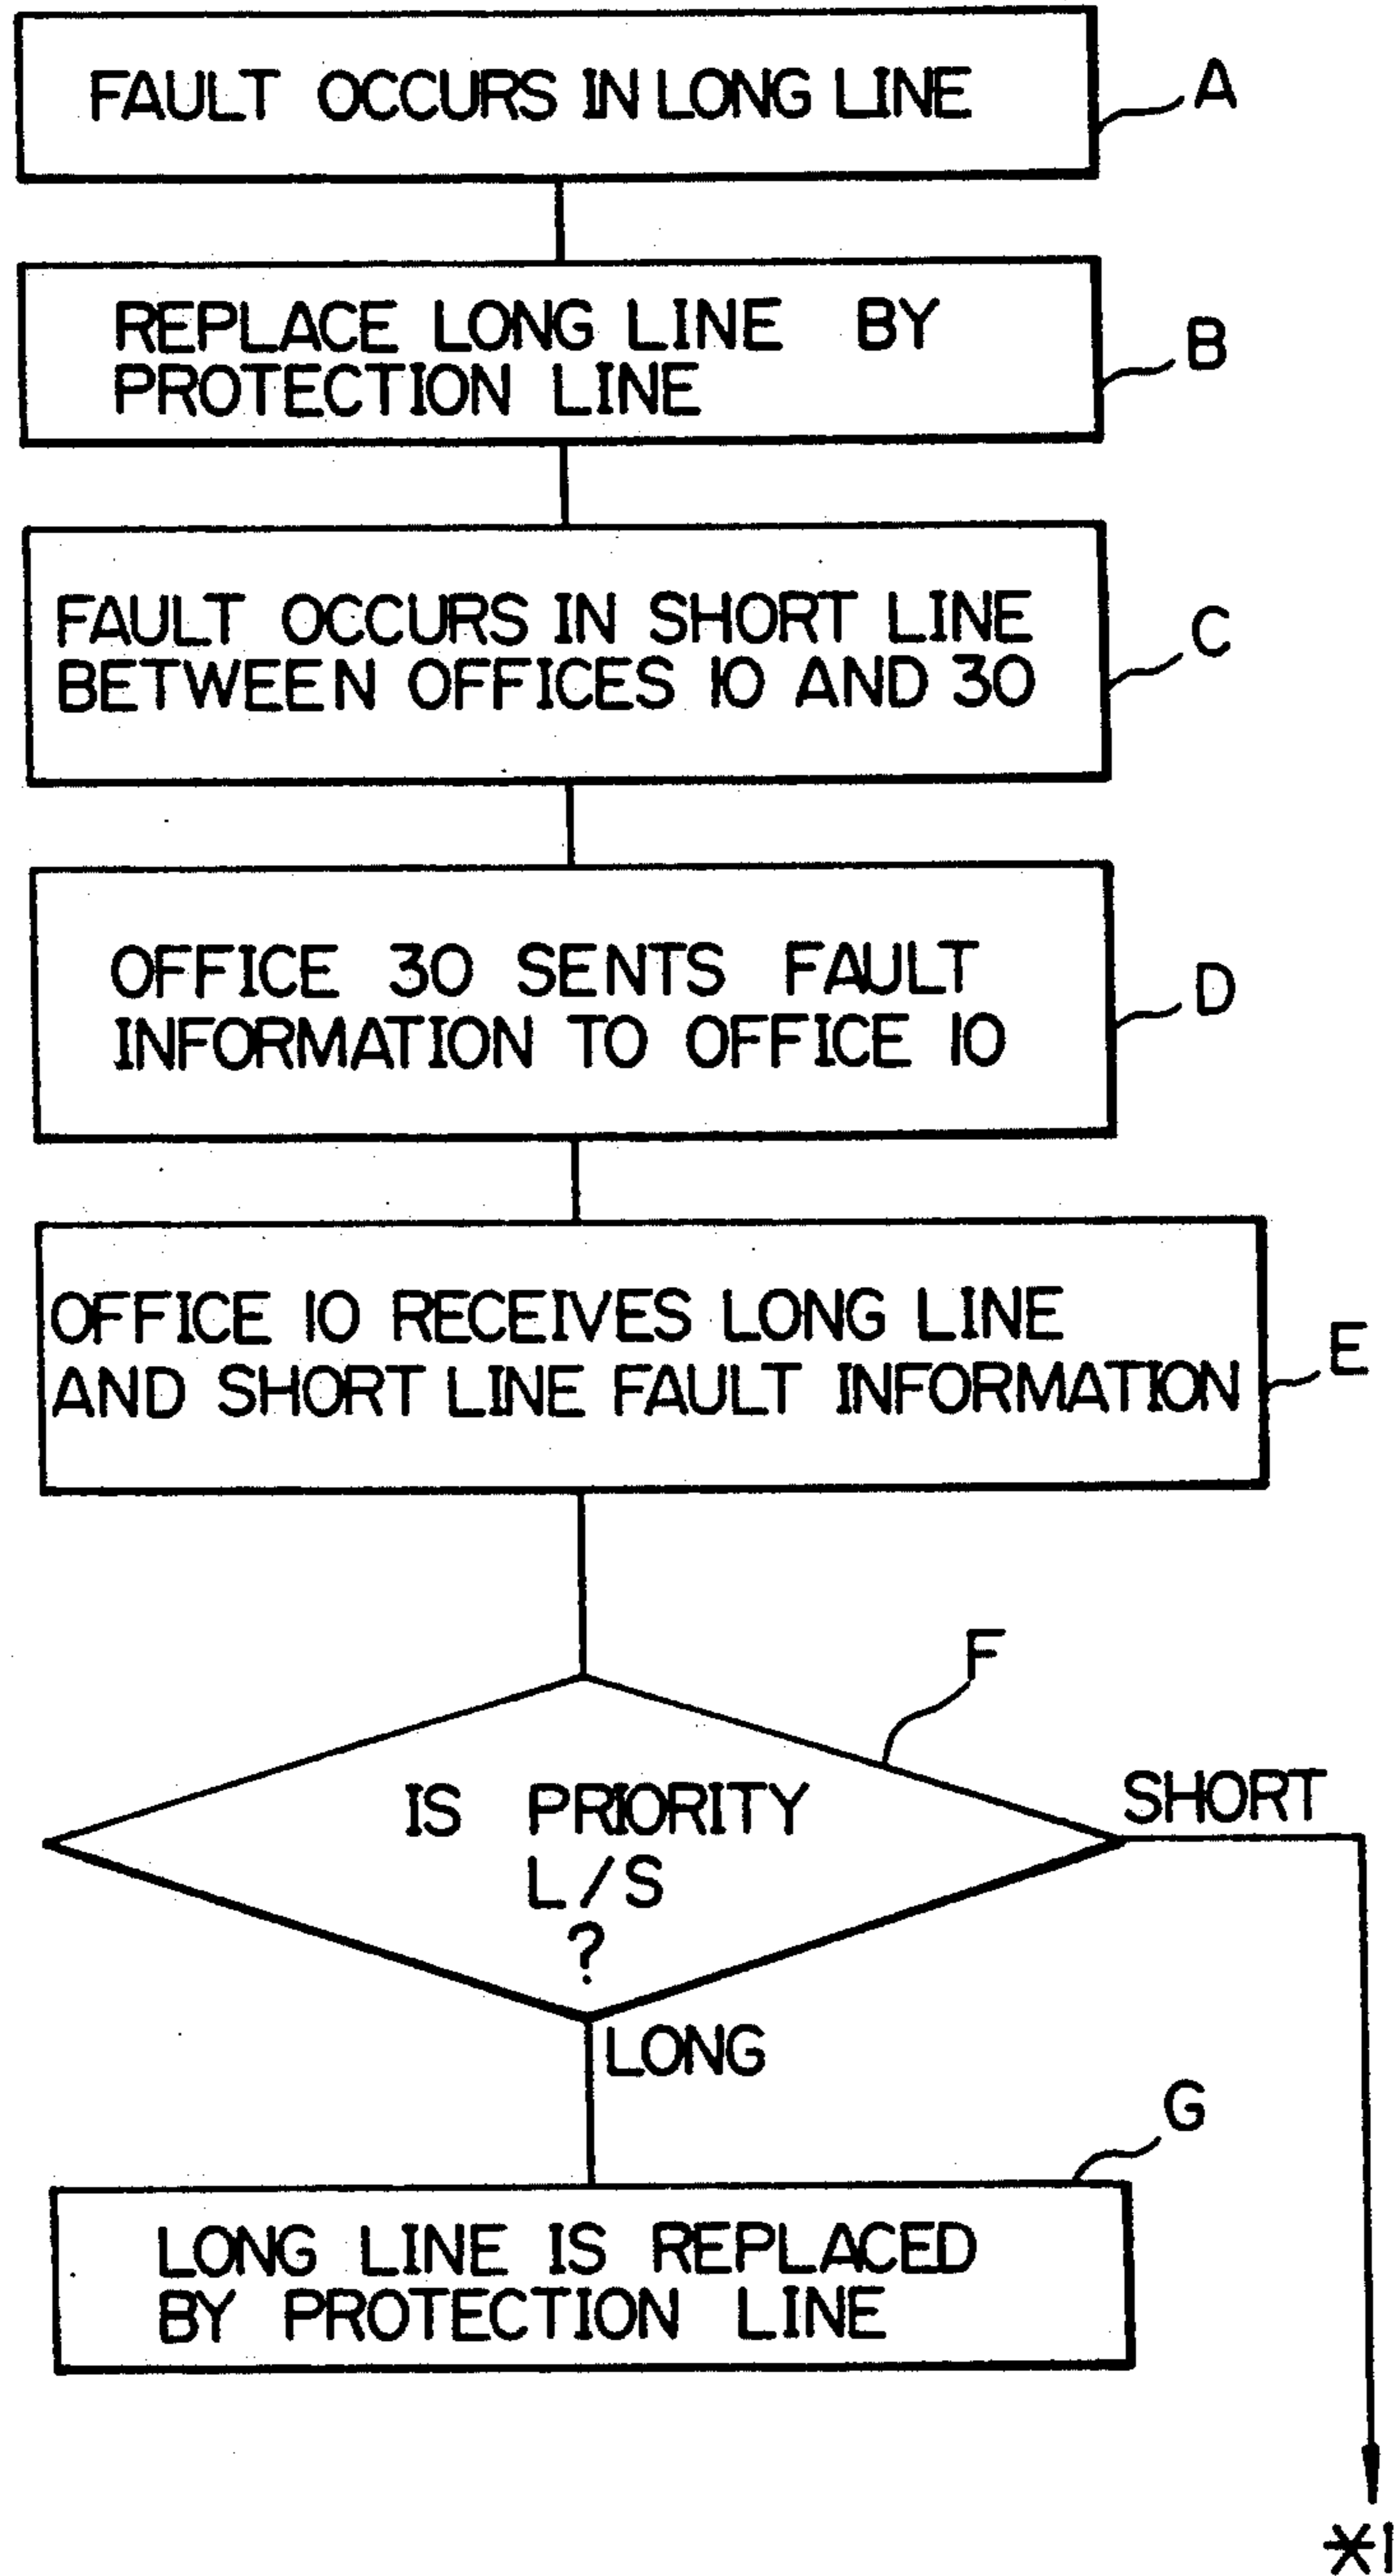 FAULT OCCURS IN LONG LINE
A
REPLACE LONG LINE BY
PROTECTION LINE
B
FAULT OCCURS IN SHORT LINE
BETWEEN OFFICES 10 AND 30
C
OFFICE 30 SENTS FAULT
INFORMATION TO OFFICE 10
D
OFFICE 10 RECEIVES LONG LINE
AND SHORT LINE FAULT INFORMATION
E
F
IS PRIORITY
L/S
?
SHORT
LONG
G
LONG LINE IS REPLACED
BY PROTECTION LINE
*1